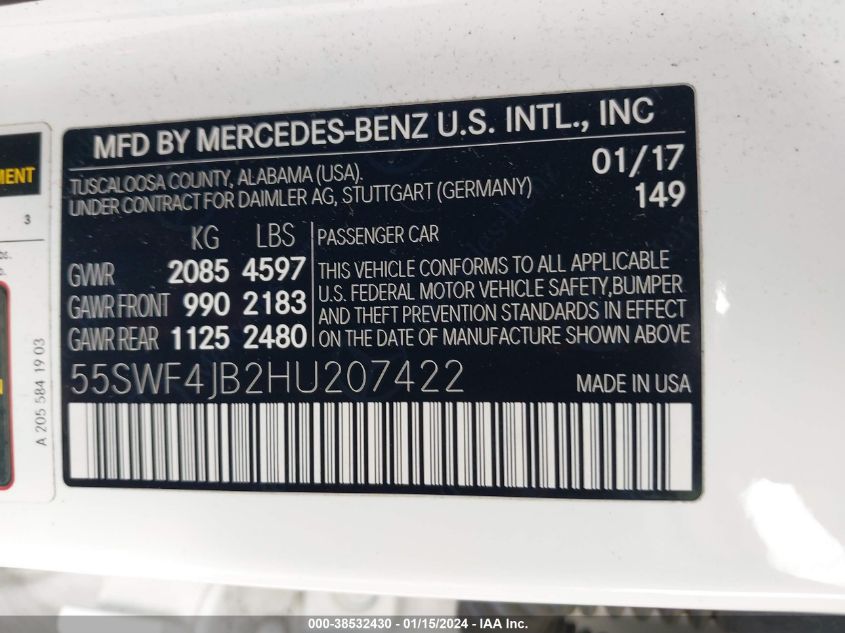 MFD BY MERCEDES-BENZ U.S. INTL., INC
TUSCALOOSA COUNTY, ALABAMA (USA).
UNDER CONTRACT FOR DAIMLER AG, STUTTGART (GERMANY)
01/17
149
KG LBS
GVWR 2085 4597
GAWR FRONT 990 2183
GAWR REAR 1125 2480
PASSENGER CAR
THIS VEHICLE CONFORMS TO ALL APPLICABLE
U.S. FEDERAL MOTOR VEHICLE SAFETY,BUMPER
AND THEFT PREVENTION STANDARDS IN EFFECT
ON THE DATE OF MANUFACTURE SHOWN ABOVE
55SWF4JB2HU207422
MADE IN USA
3
A 205 584 19 03
000-38532430 - 01/15/2024 - IAA Inc.